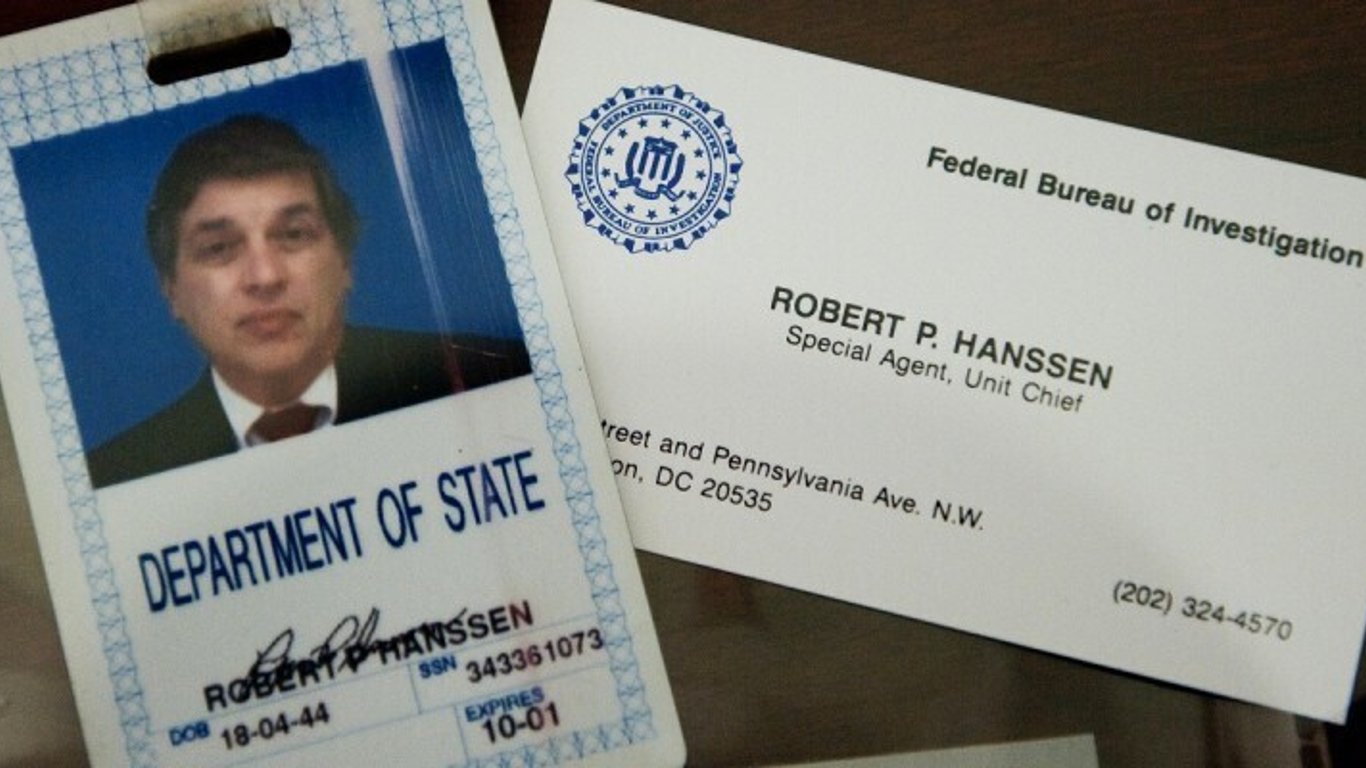 DEPARTMENT OF STATE
ROBERT P HANSSEN
SSN 343361073
DOB 18-04-44
EXPIRES
10-01
DEPARTMENT OF JUSTICE
FEDERAL BUREAU OF INVESTIGATION
Federal Bureau of Investigation
ROBERT P. HANSSEN
Special Agent, Unit Chief
treet and Pennsylvania Ave. N.W.
on, DC 20535
(202) 324-4570